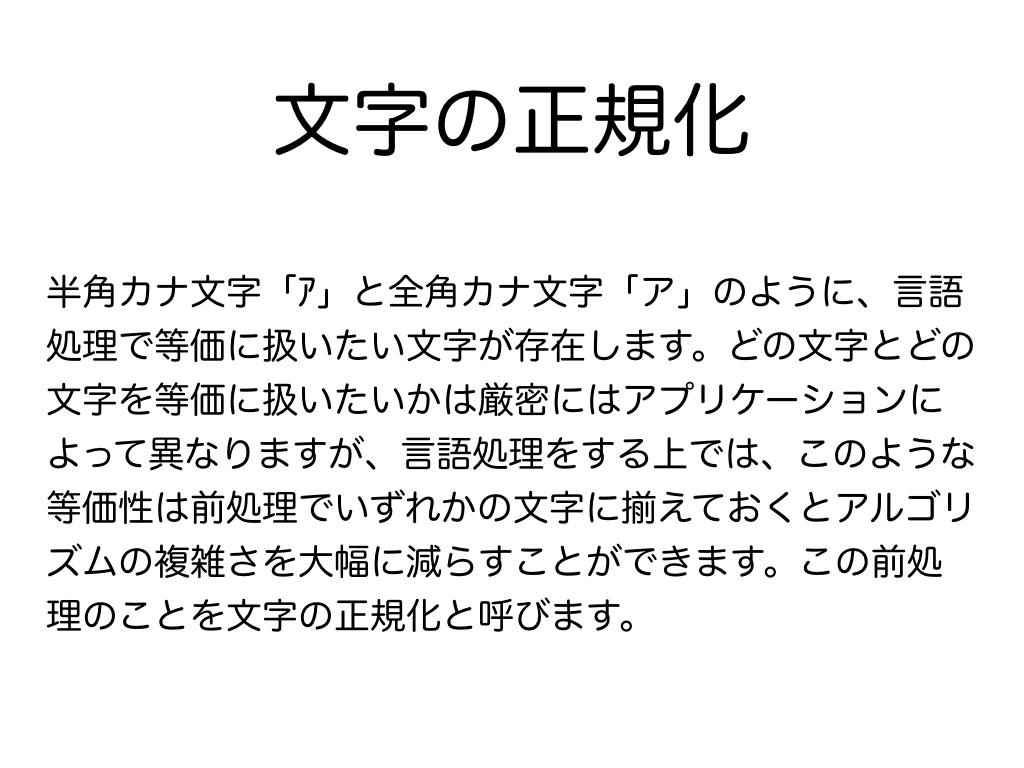 文字の正規化
半角カナ文字「ｱ」と全角カナ文字「ア」のように、言語
処理で等価に扱いたい文字が存在します。どの文字とどの
文字を等価に扱いたいかは厳密にはアプリケーションに
よって異なりますが、言語処理をする上では、このような
等価性は前処理でいずれかの文字に揃えておくとアルゴリ
ズムの複雑さを大幅に減らすことができます。この前処
理のことを文字の正規化と呼びます。